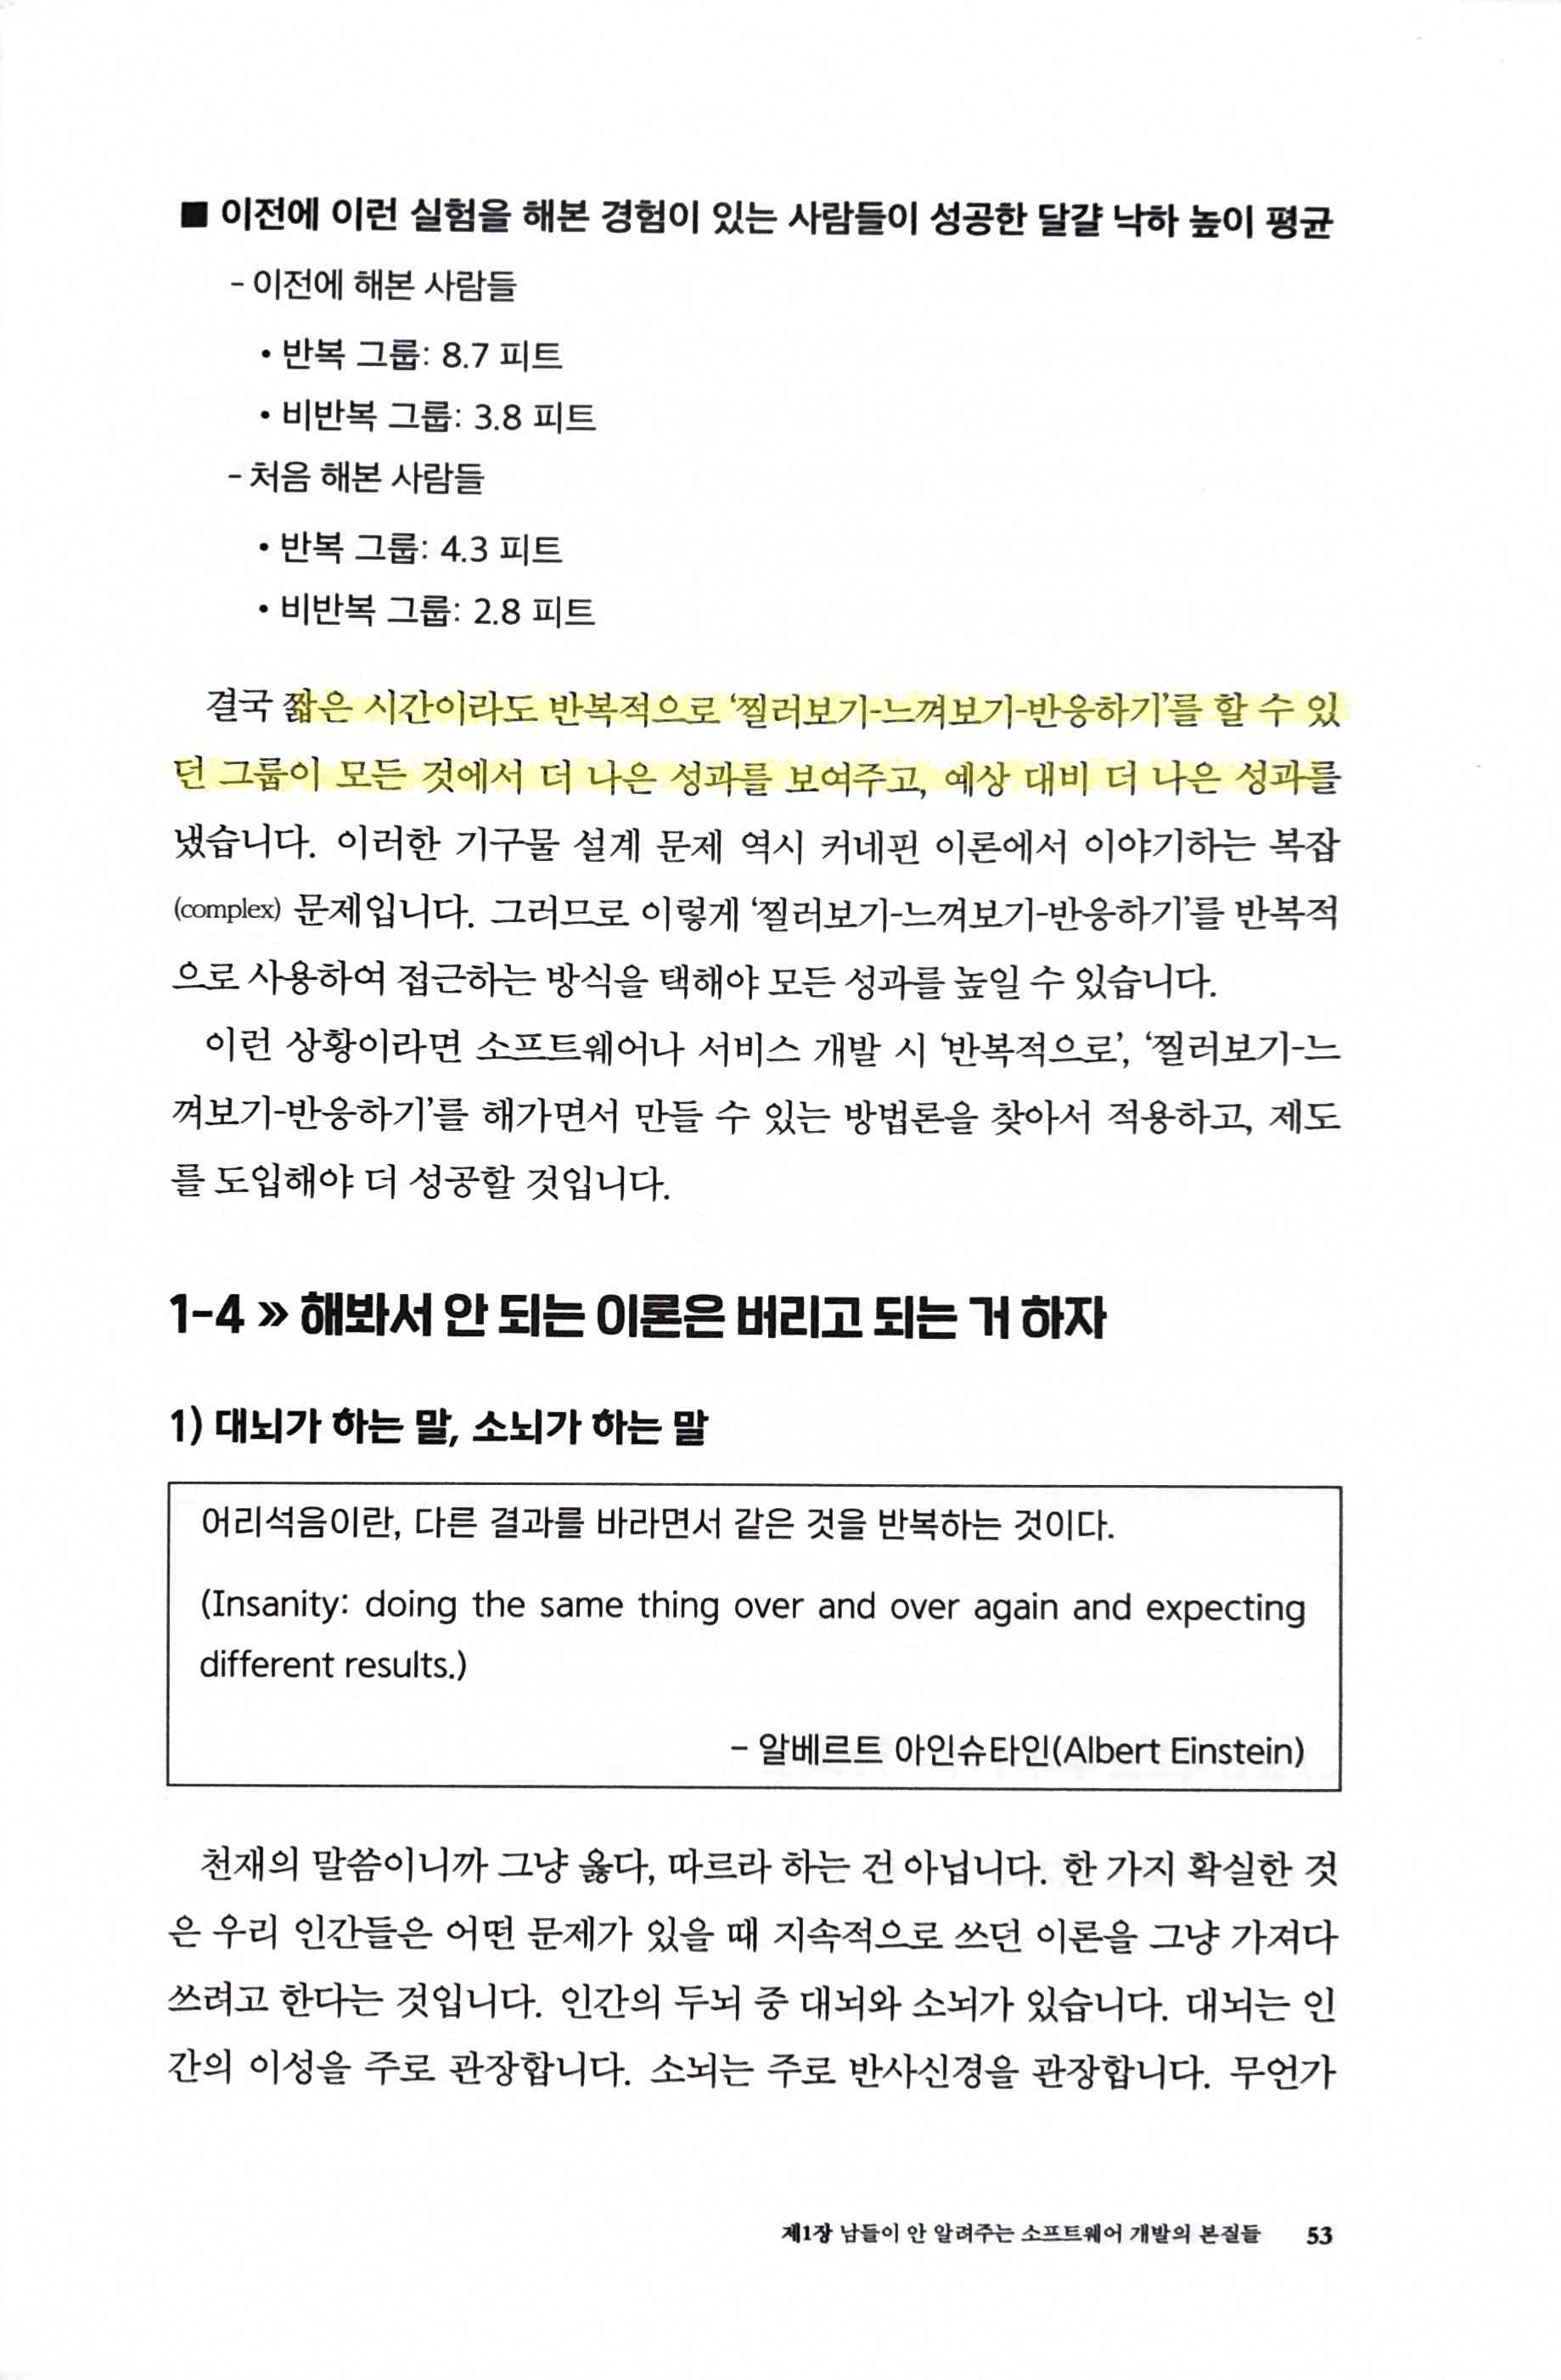 ■ 이전에 이런 실험을 해본 경험이 있는 사람들이 성공한 달걀 낙하 높이 평균
- 이전에 해본 사람들
• 반복 그룹: 8.7 피트
• 비반복 그룹: 3.8 피트
- 처음 해본 사람들
• 반복 그룹: 4.3 피트
• 비반복 그룹: 2.8 피트
결국 짧은 시간이라도 반복적으로 ‘찔러보기-느껴보기-반응하기’를 할 수 있
던 그룹이 모든 것에서 더 나은 성과를 보여주고, 예상 대비 더 나은 성과를
냈습니다. 이러한 기구물 설계 문제 역시 커네핀 이론에서 이야기하는 복잡
(complex) 문제입니다. 그러므로 이렇게 ‘찔러보기-느껴보기-반응하기’를 반복적
으로 사용하여 접근하는 방식을 택해야 모든 성과를 높일 수 있습니다.
이런 상황이라면 소프트웨어나 서비스 개발 시 ‘반복적으로’, ‘찔러보기-느
껴보기-반응하기’를 해가면서 만들 수 있는 방법론을 찾아서 적용하고, 제도
를 도입해야 더 성공할 것입니다.
1-4 » 해봐서 안 되는 이론은 버리고 되는 거 하자
1) 대뇌가 하는 말, 소뇌가 하는 말
어리석음이란, 다른 결과를 바라면서 같은 것을 반복하는 것이다.
(Insanity: doing the same thing over and over again and expecting
different results.)
- 알베르트 아인슈타인(Albert Einstein)
천재의 말씀이니까 그냥 옳다, 따르라 하는 건 아닙니다. 한 가지 확실한 것
은 우리 인간들은 어떤 문제가 있을 때 지속적으로 쓰던 이론을 그냥 가져다
쓰려고 한다는 것입니다. 인간의 두뇌 중 대뇌와 소뇌가 있습니다. 대뇌는 인
간의 이성을 주로 관장합니다. 소뇌는 주로 반사신경을 관장합니다. 무언가
제1장 남들이 안 알려주는 소프트웨어 개발의 본질들 53